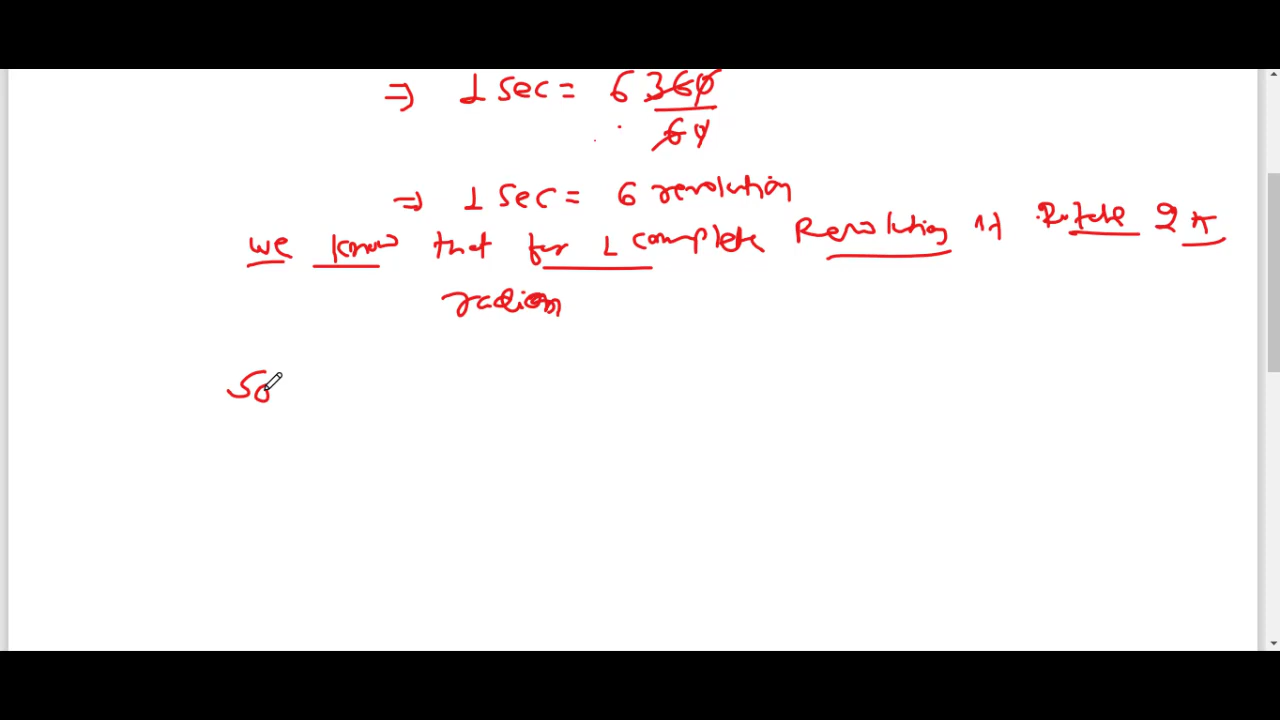 ⇒ 1 Sec = 6 360/60
⇒ 1 Sec = 6 revolution
we know that for 1 complete Revolution it Rotate 2π
radian
So